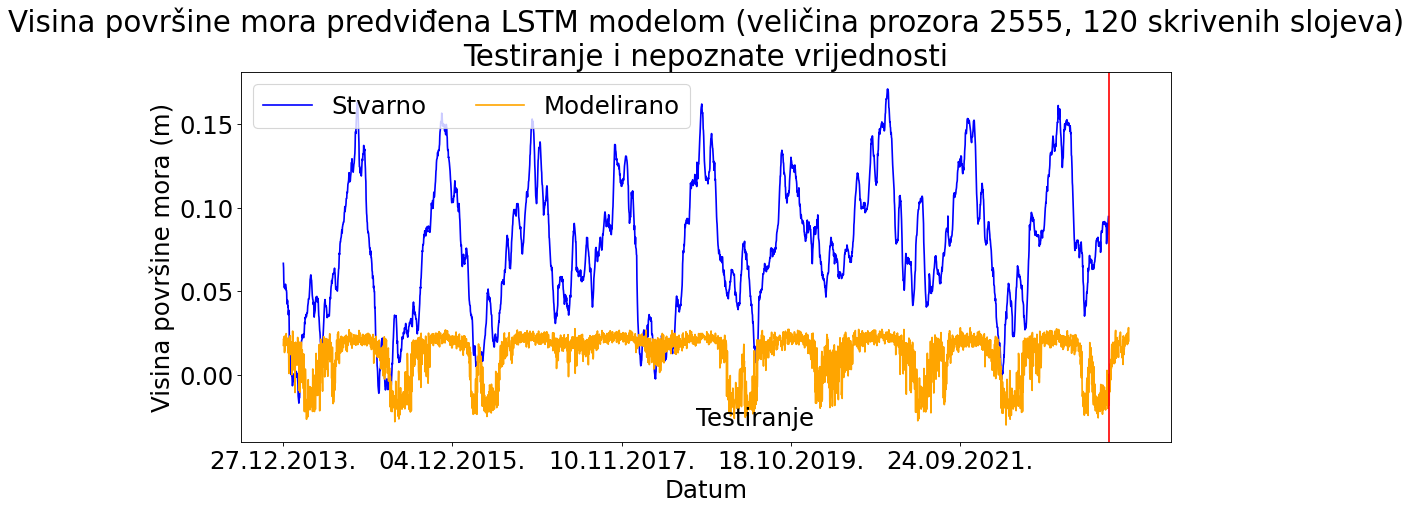 Visina površine mora predviđena LSTM modelom (veličina prozora 2555, 120 skrivenih slojeva)
Testiranje i nepoznate vrijednosti
Stvarno Modelirano
Visina površine mora (m)
0.15
0.10
0.05
0.00
Testiranje
27.12.2013. 04.12.2015. 10.11.2017. 18.10.2019. 24.09.2021.
Datum